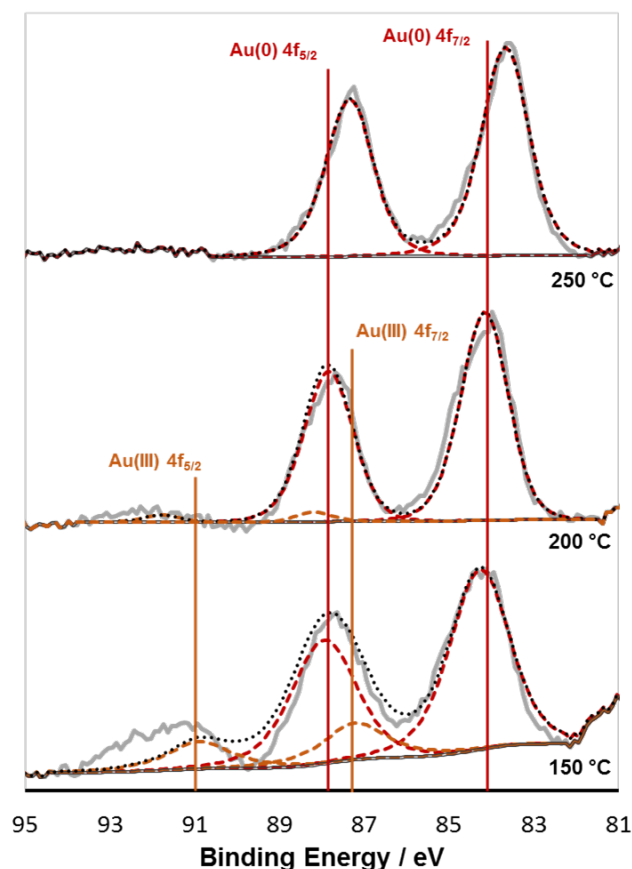 Au(0) 4f7/2
Au(0) 4f5/2
250 °C
Au(III) 4f7/2
Au(III) 4f5/2
200 °C
150 °C
95 93 91 89 87 85 83 81
Binding Energy / eV